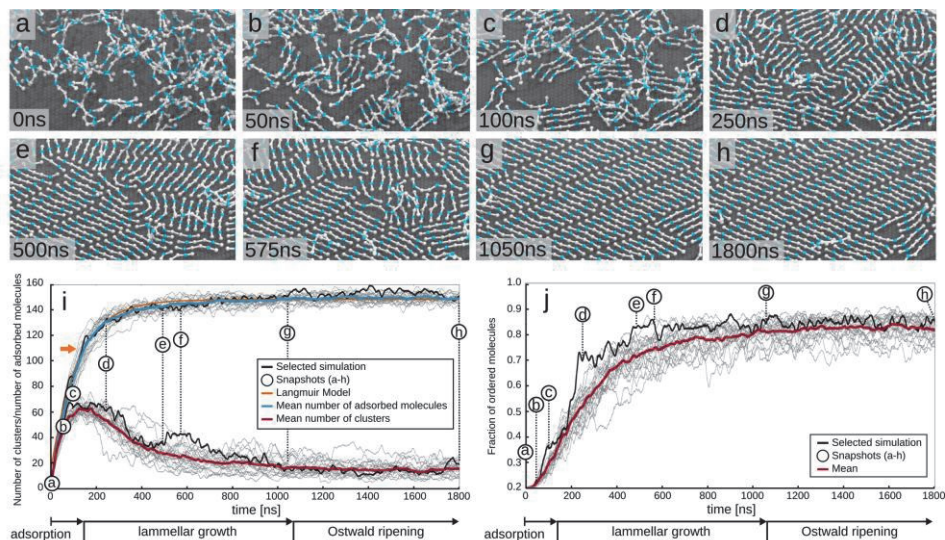 a
b
c
d
0ns
50ns
100ns
250ns
e
f
g
h
500ns
575ns
1050ns
1800ns
i
Number of clusters/number of adsorbed molecules
160
140
120
100
80
60
40
20
0
0
200
400
600
800
1000
1200
1400
1600
1800
time [ns]
a
b
c
d
e
f
g
h
Selected simulation
Snapshots (a-h)
Langmuir Model
Mean number of adsorbed molecules
Mean number of clusters
adsorption
lammellar growth
Ostwald ripening
j
Fraction of ordered molecules
1.0
0.9
0.8
0.7
0.6
0.5
0.4
0.3
0.2
0
200
400
600
800
1000
1200
1400
1600
1800
time [ns]
a
b
c
d
e
f
g
h
Selected simulation
Snapshots (a-h)
Mean
adsorption
lammellar growth
Ostwald ripening